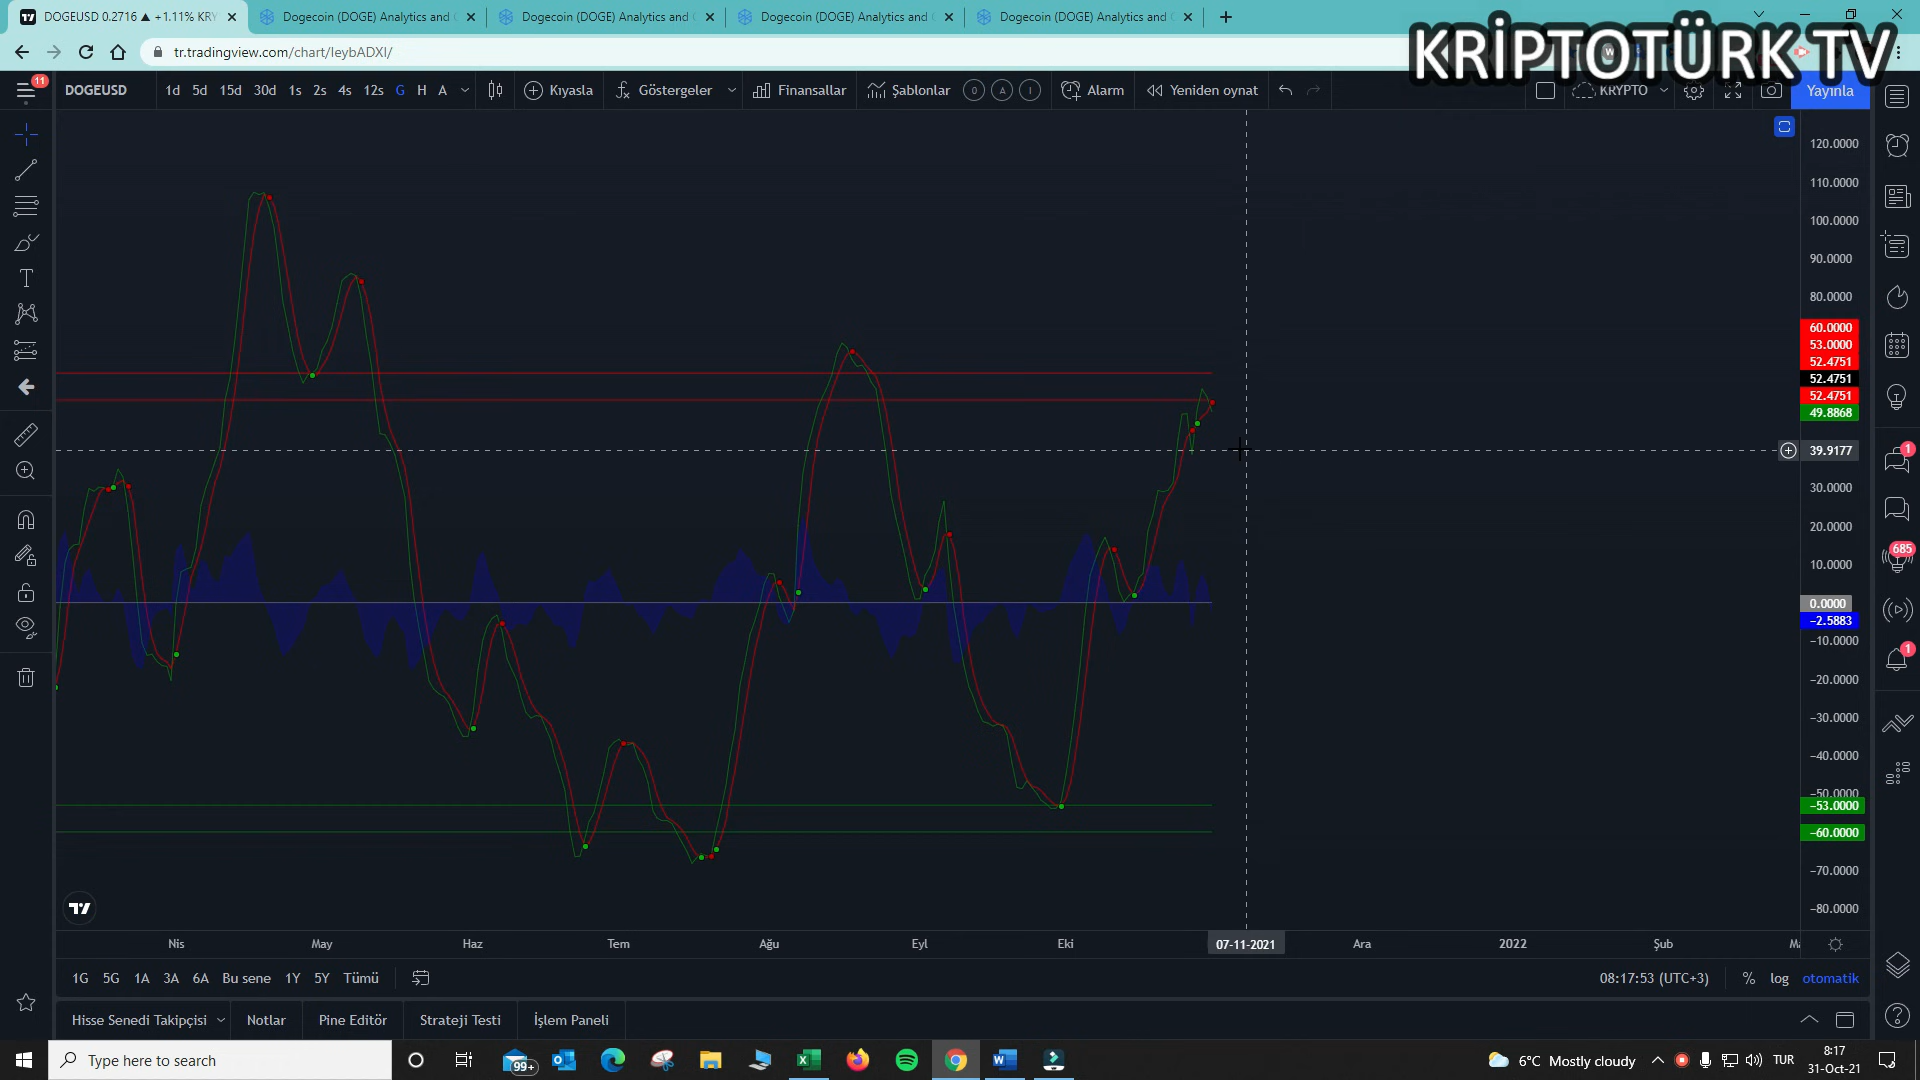 DOGEUSD 0.2716 ▲ +1.11% KRY
Dogecoin (DOGE) Analytics and
Dogecoin (DOGE) Analytics and
Dogecoin (DOGE) Analytics and
Dogecoin (DOGE) Analytics and
tr.tradingview.com/chart/leybADXI/
KRİPTOTÜRK TV
11
DOGEUSD
1d 5d 15d 30d 1s 2s 4s 12s G H A
Kıyasla
Göstergeler
Finansallar
Şablonlar
0 A I
Alarm
Yeniden oynat
KRYPTO
Yayınla
120.0000
110.0000
100.0000
90.0000
80.0000
60.0000
53.0000
52.4751
52.4751
52.4751
49.8868
39.9177
30.0000
20.0000
10.0000
0.0000
−2.5883
−10.0000
−20.0000
−30.0000
−40.0000
−50.0000
−53.0000
−60.0000
−70.0000
−80.0000
1
685
1
Nis May Haz Tem Ağu Eyl Eki 07-11-2021 Ara 2022 Şub
1G 5G 1A 3A 6A Bu sene 1Y 5Y Tümü
08:17:53 (UTC+3) % log otomatik
Hisse Senedi Takipçisi Notlar Pine Editör Strateji Testi İşlem Paneli
Type here to search
99+
6°C Mostly cloudy
TUR
8:17
31-Oct-21